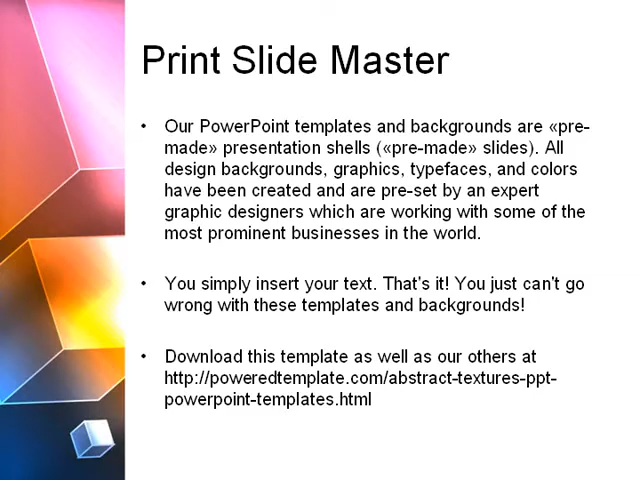 Print Slide Master
• Our PowerPoint templates and backgrounds are «pre-
made» presentation shells («pre-made» slides). All
design backgrounds, graphics, typefaces, and colors
have been created and are pre-set by an expert
graphic designers which are working with some of the
most prominent businesses in the world.
• You simply insert your text. That's it! You just can't go
wrong with these templates and backgrounds!
• Download this template as well as our others at
http://poweredtemplate.com/abstract-textures-ppt-
powerpoint-templates.html